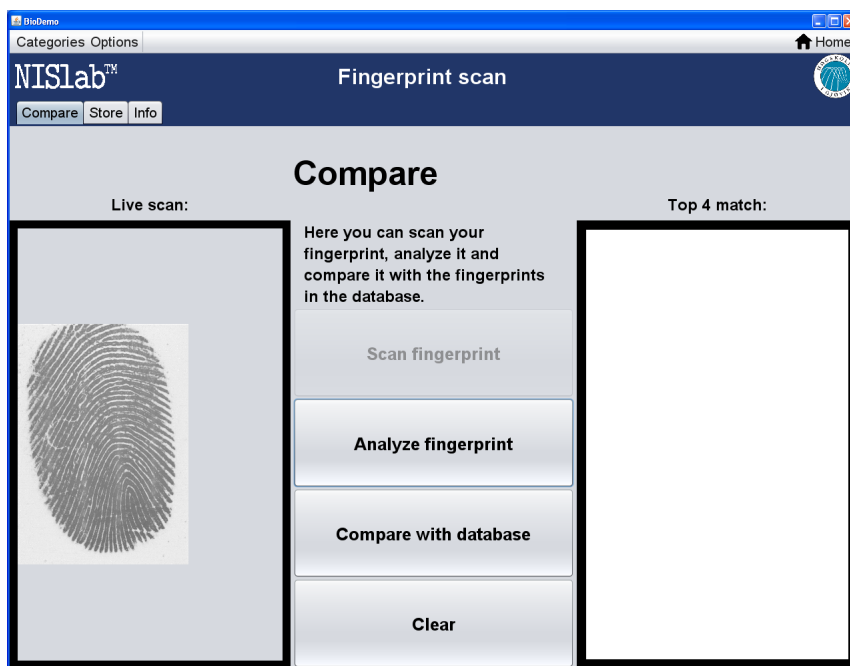 BioDemo
Categories Options
Home
NISlab™
Fingerprint scan
Compare Store Info
Compare
Live scan:
Top 4 match:
Here you can scan your
fingerprint, analyze it and
compare it with the fingerprints
in the database.
Scan fingerprint
Analyze fingerprint
Compare with database
Clear